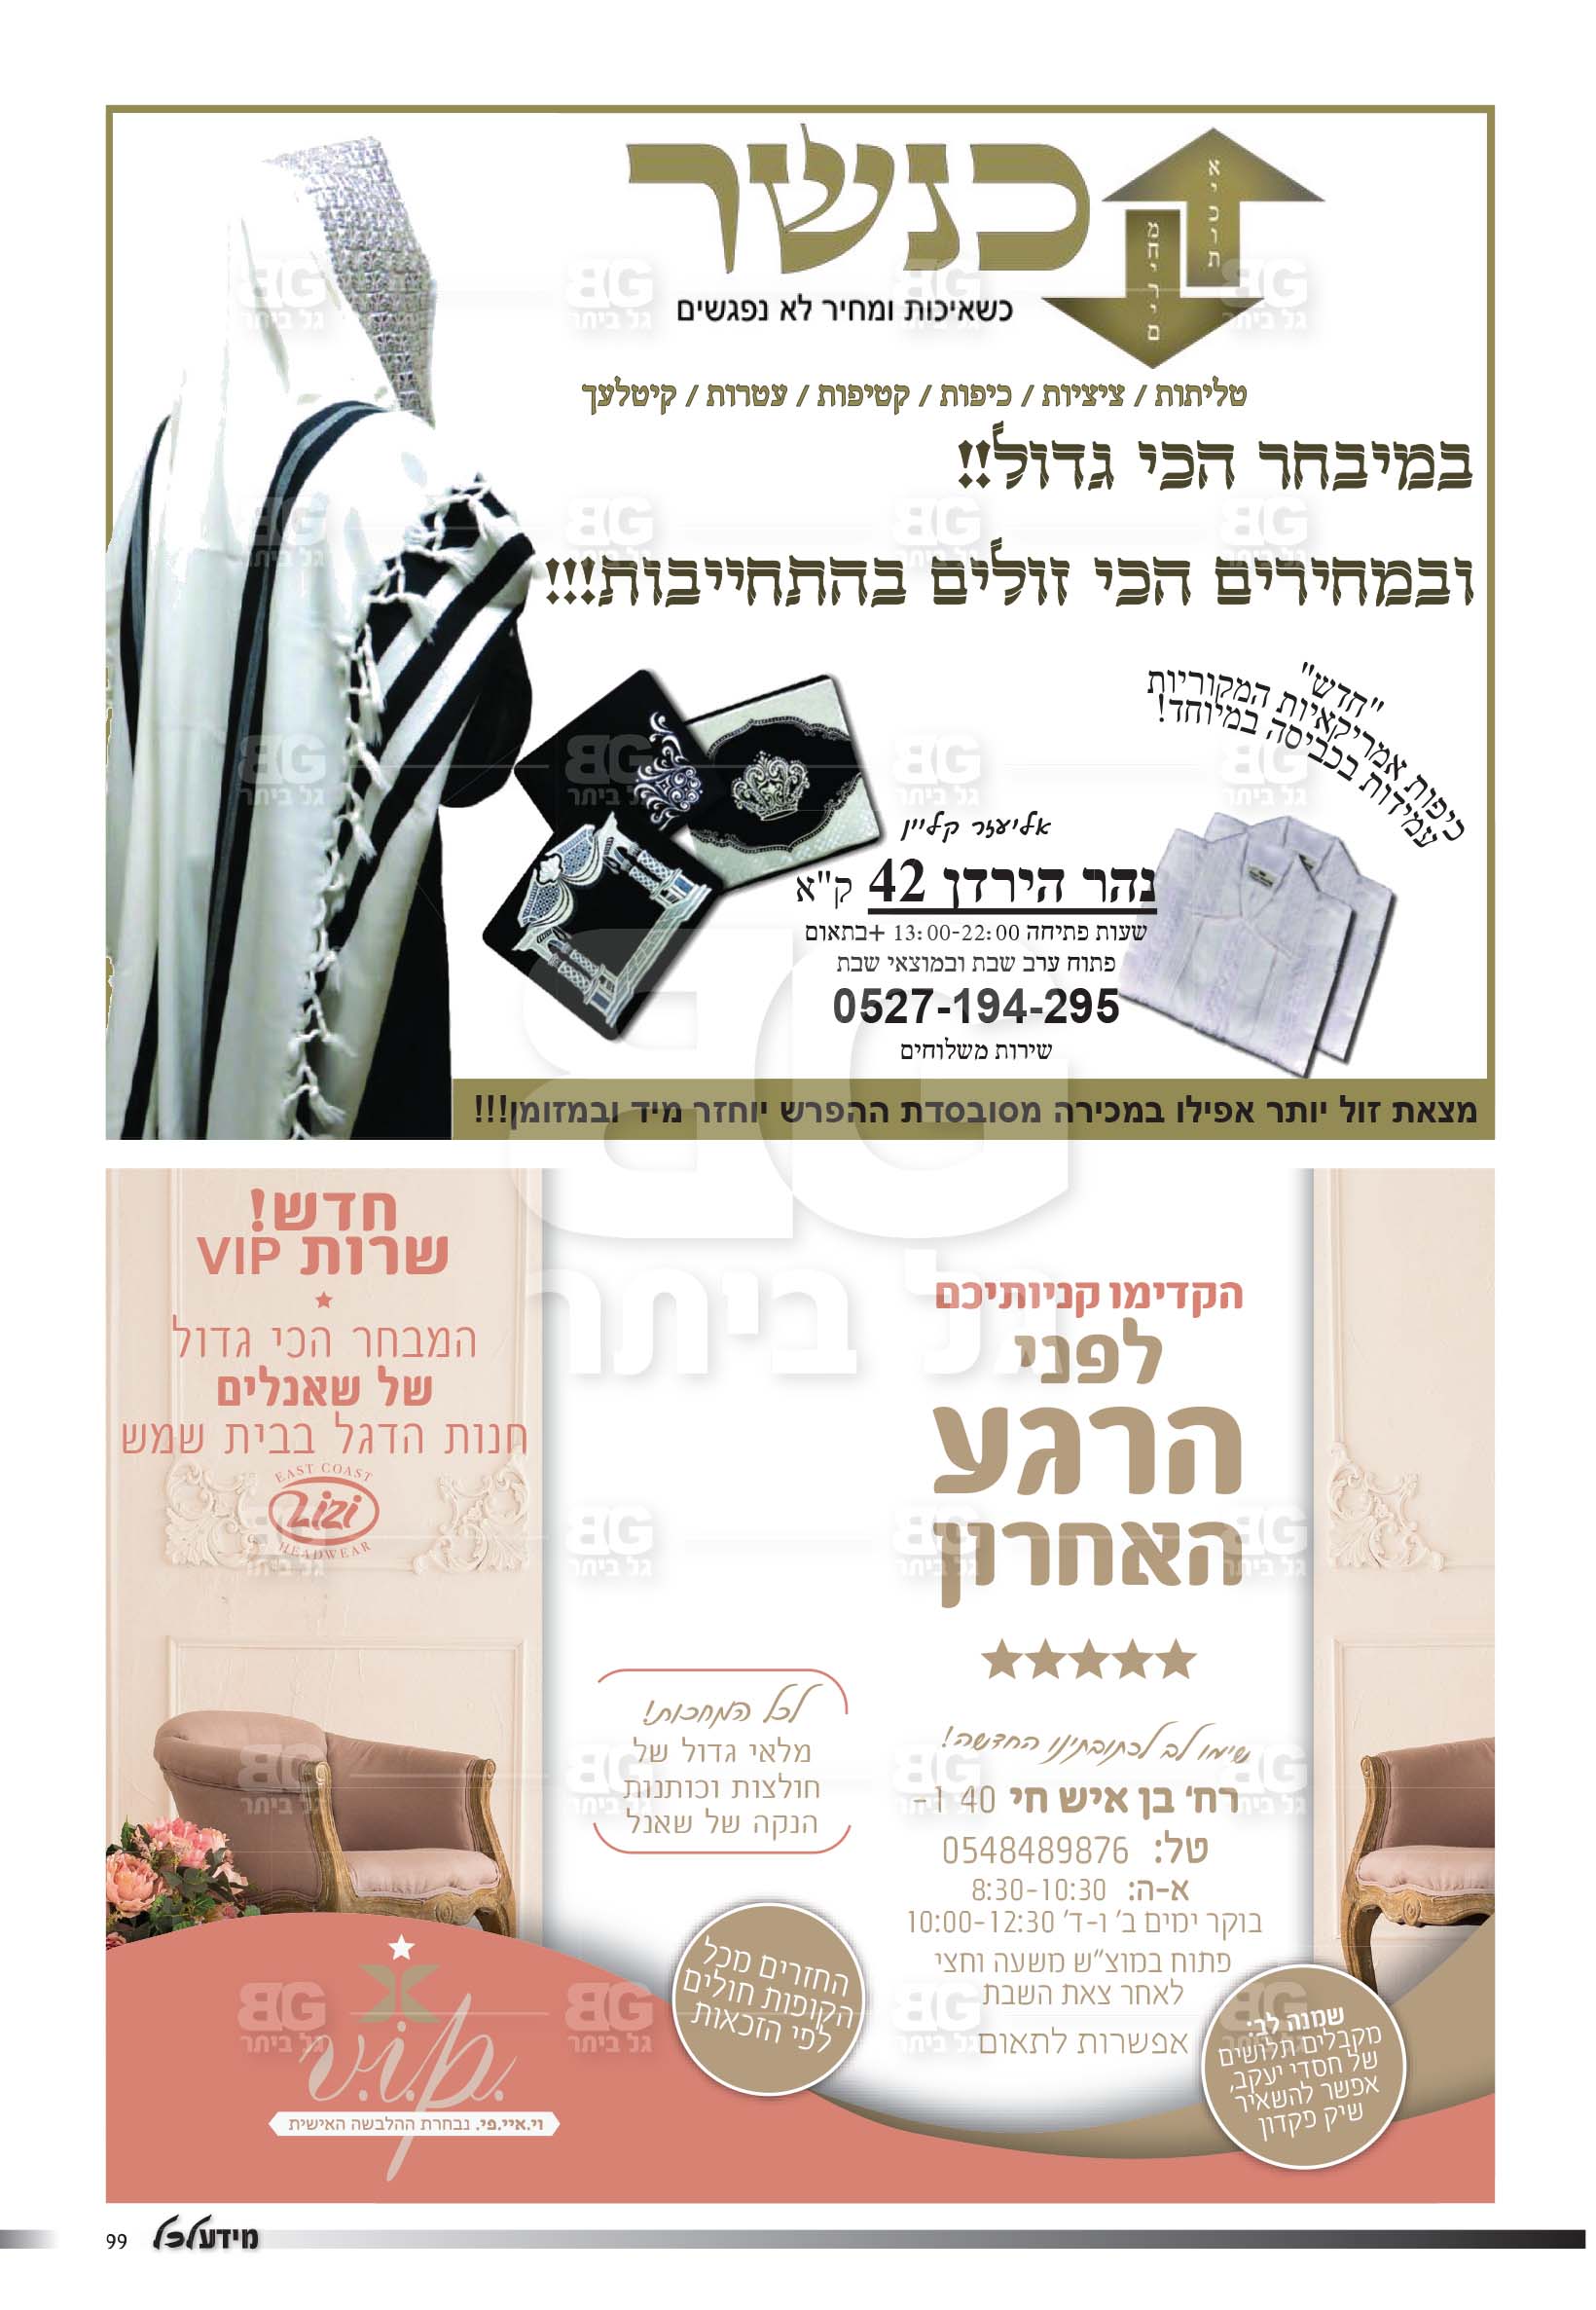 כנשר
איכות
מחירים
כשאיכות ומחיר לא נפגשים
טליתות / ציציות / כיפות / קטיפות / עטרות / קיטלעך
במיבחר הכי גדול!!
ובמחירים הכי זולים בהתחייבות!!!
"חדש"
כיפות אמריקאיות המקוריות
עמידות בכביסה במיוחד!
אליעזר קליין
נהר הירדן 42 ק"א
שעות פתיחה 13:00-22:00 +בתאום
פתוח ערב שבת ובמוצאי שבת
0527-194-295
שירות משלוחים
מצאת זול יותר אפילו במכירה מסובסדת ההפרש יוחזר מיד ובמזומן!!!
חדש!
שרות VIP
המבחר הכי גדול
של שאנלים
חנות הדגל בבית שמש
EAST COAST
Lizi
HEADWEAR
הקדימו קניותיכם
לפני
הרגע
האחרון
שימו לב לכתובתינו החדשה!
רח' בן איש חי 40 1-
טל: 0548489876
א-ה: 8:30-10:30
בוקר ימים ב' ו-ד' 10:00-12:30
פתוח במוצ"ש משעה וחצי
לאחר צאת השבת
אפשרות לתאום
לכל המחכות!
מלאי גדול של
חולצות וכותנות
הנקה של שאנל
החזרים מכל
הקופות חולים
לפי הזכאות
שמנה לב:
מקבלים תלושים
של חסדי יעקב,
אפשר להשאיר
שיק פקדון
v.i.p.
וי.איי.פי. נבחרת ההלבשה האישית
BG
גל ביתר
מידע לכל
99